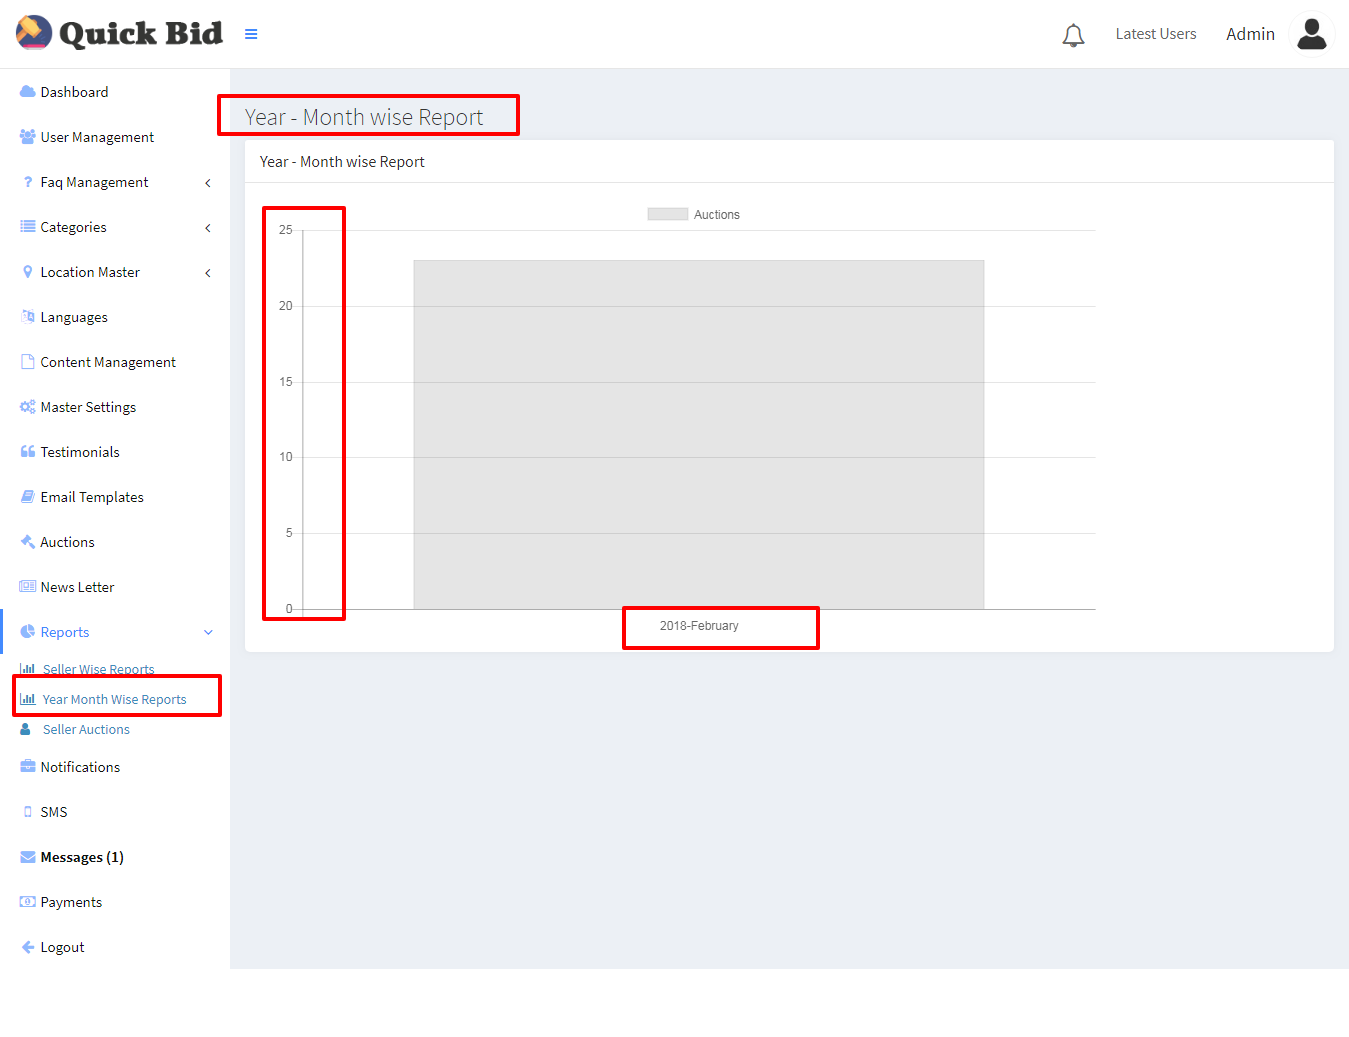 Quick Bid
Latest Users
Admin
Dashboard
User Management
Faq Management
Categories
Location Master
Languages
Content Management
Master Settings
Testimonials
Email Templates
Auctions
News Letter
Reports
Seller Wise Reports
Year Month Wise Reports
Seller Auctions
Notifications
SMS
Messages (1)
Payments
Logout
Year - Month wise Report
Year - Month wise Report
Auctions
25
20
15
10
5
0
2018-February